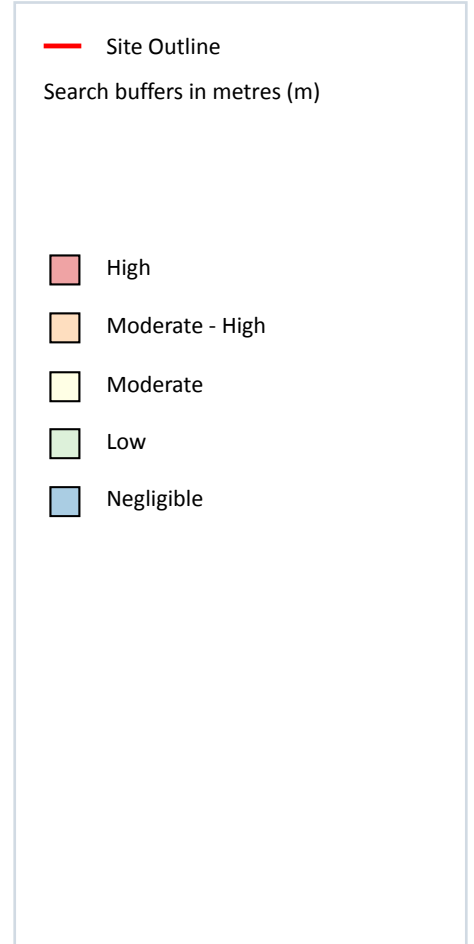 Site Outline
Search buffers in metres (m)
High
Moderate - High
Moderate
Low
Negligible